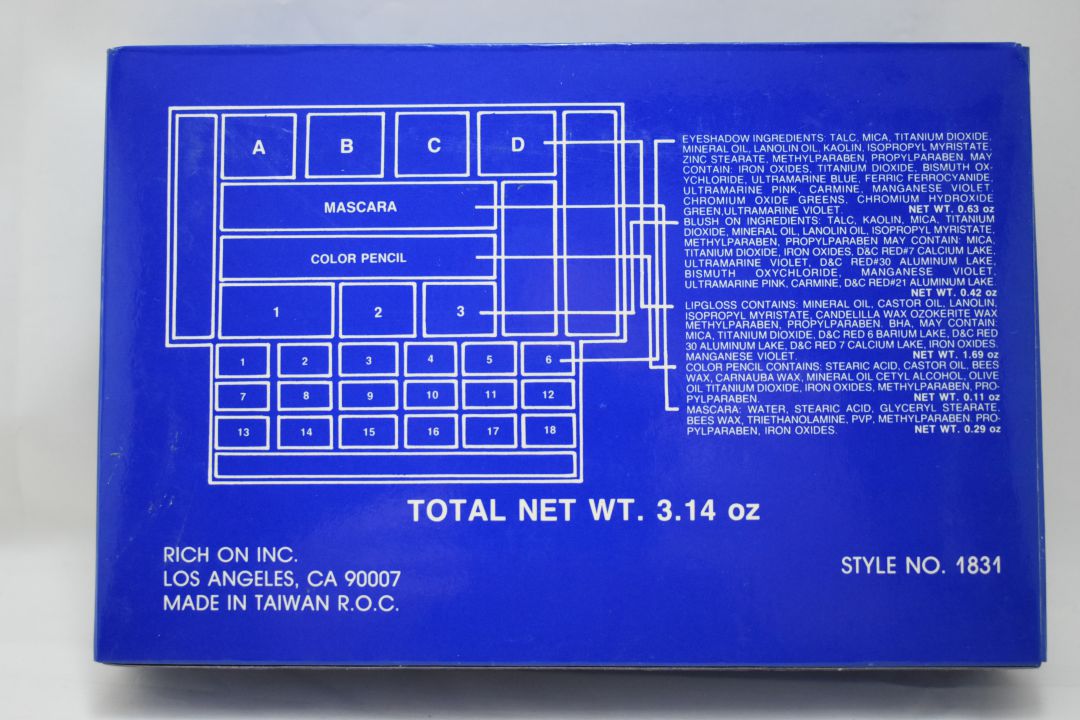 A B C D
MASCARA
COLOR PENCIL
1 2 3
1 2 3 4 5 6
7 8 9 10 11 12
13 14 15 16 17 18
EYESHADOW INGREDIENTS: TALC, MICA, TITANIUM DIOXIDE,
MINERAL OIL, LANOLIN OIL, KAOLIN, ISOPROPYL MYRISTATE,
ZINC STEARATE, METHYLPARABEN, PROPYLPARABEN. MAY
CONTAIN: IRON OXIDES, TITANIUM DIOXIDE, BISMUTH OX-
YCHLORIDE, ULTRAMARINE BLUE, FERRIC FERROCYANIDE,
ULTRAMARINE PINK, CARMINE, MANGANESE VIOLET,
CHROMIUM OXIDE GREENS, CHROMIUM HYDROXIDE
GREEN,ULTRAMARINE VIOLET. NET WT. 0.63 oz
BLUSH ON INGREDIENTS: TALC, KAOLIN, MICA, TITANIUM
DIOXIDE, MINERAL OIL, LANOLIN OIL, ISOPROPYL MYRISTATE,
METHYLPARABEN, PROPYLPARABEN MAY CONTAIN: MICA,
TITANIUM DIOXIDE, IRON OXIDES, D&C RED#7 CALCIUM LAKE,
ULTRAMARINE VIOLET, D&C RED#30 ALUMINUM LAKE,
BISMUTH OXYCHLORIDE, MANGANESE VIOLET,
ULTRAMARINE PINK, CARMINE, D&C RED#21 ALUMINUM LAKE,
NET WT. 0.42 oz
LIPGLOSS CONTAINS: MINERAL OIL, CASTOR OIL, LANOLIN,
ISOPROPYL MYRISTATE, CANDELILLA WAX OZOKERITE WAX
METHYLPARABEN, PROPYLPARABEN. BHA, MAY CONTAIN:
MICA, TITANIUM DIOXIDE, D&C RED 6 BARIUM LAKE, D&C RED
30 ALUMINUM LAKE, D&C RED 7 CALCIUM LAKE, IRON OXIDES.
MANGANESE VIOLET. NET WT. 1.69 oz
COLOR PENCIL CONTAINS: STEARIC ACID, CASTOR OIL, BEES
WAX, CARNAUBA WAX, MINERAL OIL CETYL ALCOHOL, OLIVE
OIL TITANIUM DIOXIDE, IRON OXIDES, METHYLPARABEN, PRO-
PYLPARABEN. NET WT. 0.11 oz
MASCARA: WATER, STEARIC ACID, GLYCERYL STEARATE,
BEES WAX, TRIETHANOLAMINE, PVP, METHYLPARABEN PRO-
PYLPARABEN, IRON OXIDES. NET WT. 0.29 oz
TOTAL NET WT. 3.14 oz
RICH ON INC.
LOS ANGELES, CA 90007
MADE IN TAIWAN R.O.C.
STYLE NO. 1831